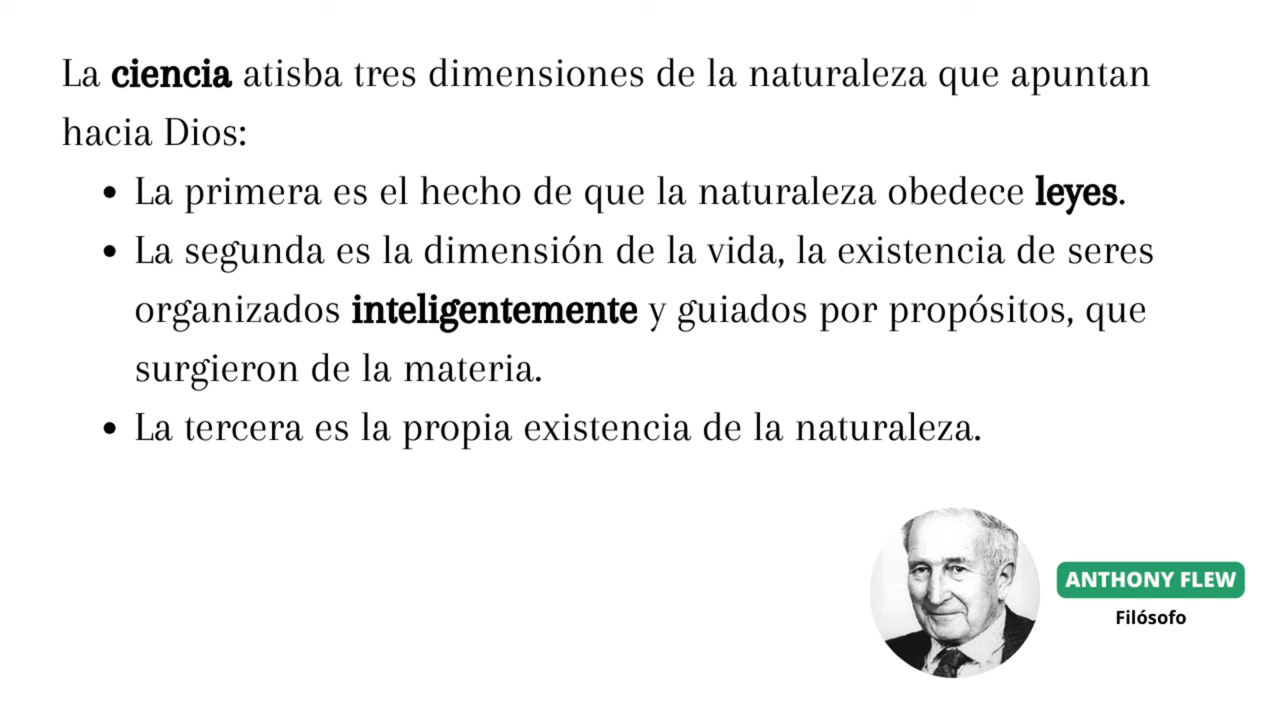 La ciencia atisba tres dimensiones de la naturaleza que apuntan
hacia Dios:
• La primera es el hecho de que la naturaleza obedece leyes.
• La segunda es la dimensión de la vida, la existencia de seres
organizados inteligentemente y guiados por propósitos, que
surgieron de la materia.
• La tercera es la propia existencia de la naturaleza.
ANTHONY FLEW
Filósofo